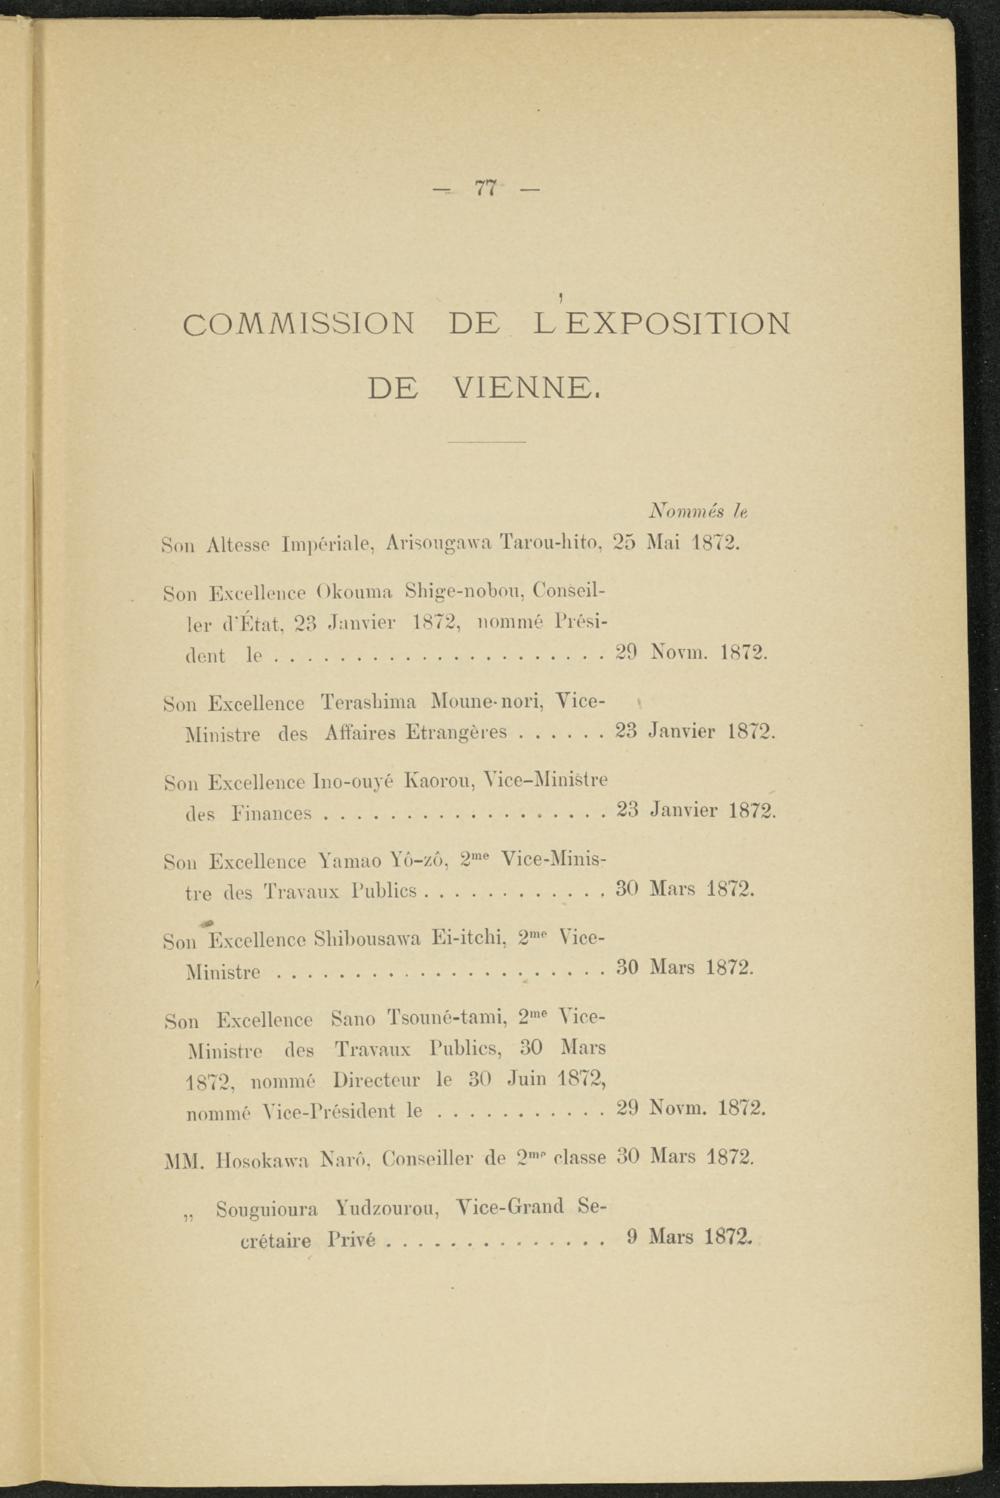 — 77 —
COMMISSION DE L'EXPOSITION
DE VIENNE.
Nommés le
Son Altesse Impériale, Arisougawa Tarou-hito, 25 Mai 1872.
Son Excellence Okouma Shige-nobou, Conseil-
ler d'État, 23 Janvier 1872, nommé Prési-
dent le . . . . . . . . . . . . . . . . . . . . . 29 Novm. 1872.
Son Excellence Terashima Moune-nori, Vice-
Ministre des Affaires Etrangères . . . . . . 23 Janvier 1872.
Son Excellence Ino-ouyé Kaorou, Vice-Ministre
des Finances . . . . . . . . . . . . . . . . . . 23 Janvier 1872.
Son Excellence Yamao Yô-zô, 2me Vice-Minis-
tre des Travaux Publics . . . . . . . . . . . . 30 Mars 1872.
Son Excellence Shibousawa Ei-itchi, 2me Vice-
Ministre . . . . . . . . . . . . . . . . . . . . . 30 Mars 1872.
Son Excellence Sano Tsouné-tami, 2me Vice-
Ministre des Travaux Publics, 30 Mars
1872, nommé Directeur le 30 Juin 1872,
nommé Vice-Président le . . . . . . . . . . . 29 Novm. 1872.
MM. Hosokawa Narô, Conseiller de 2me classe 30 Mars 1872.
„ Souguioura Yudzourou, Vice-Grand Se-
crétaire Privé . . . . . . . . . . . . . . 9 Mars 1872.